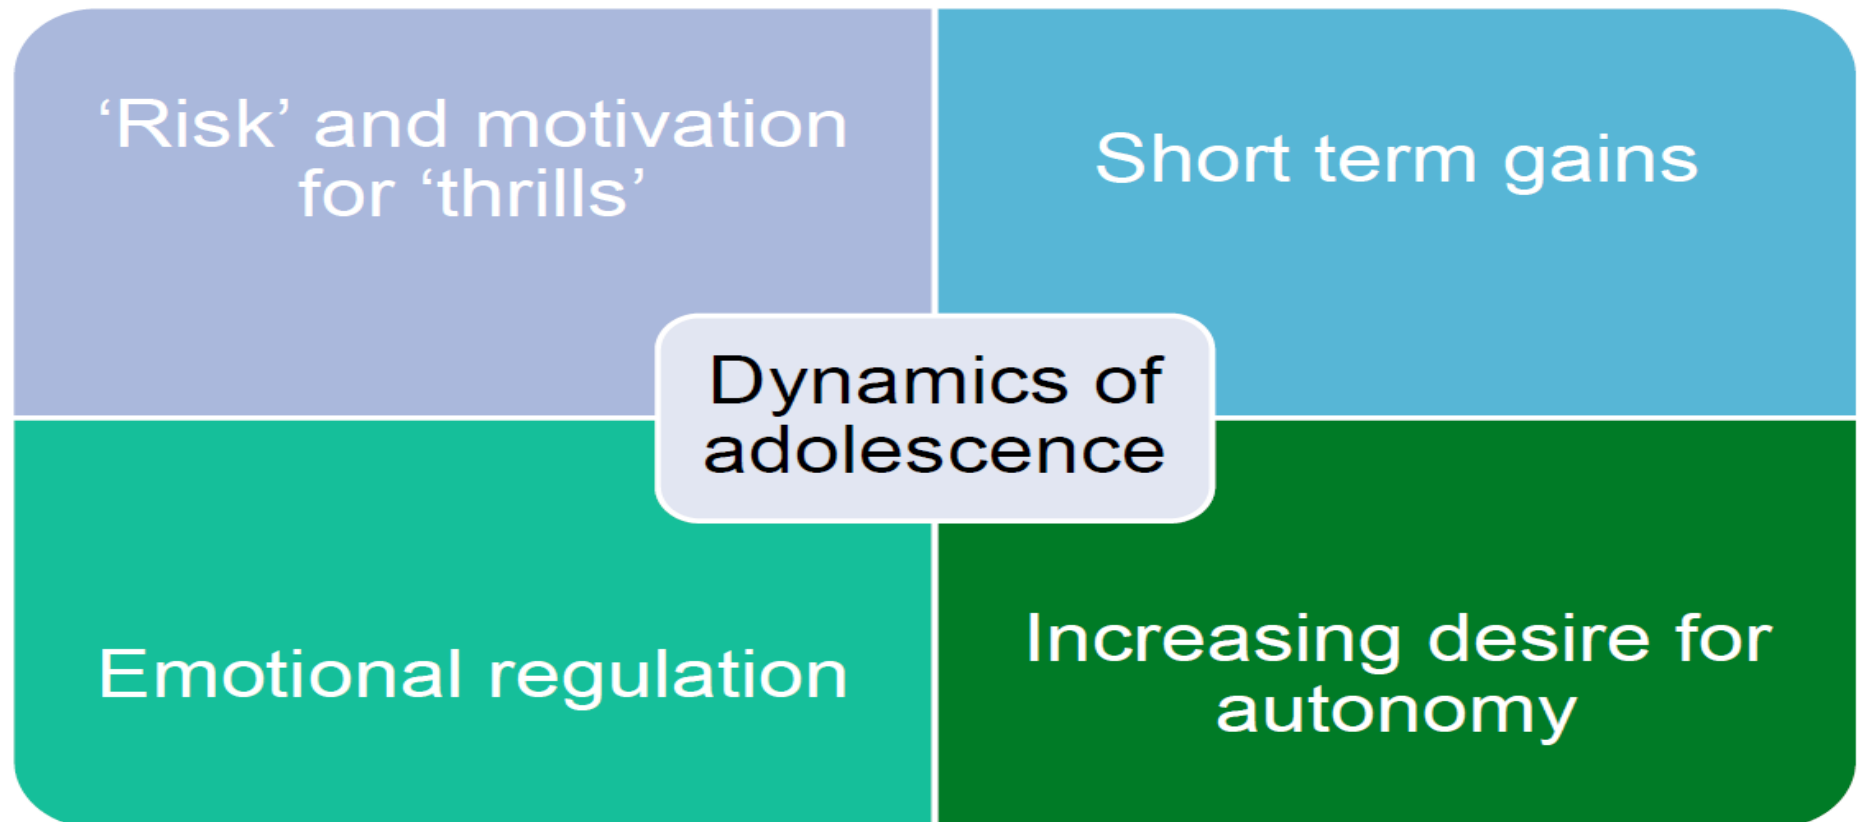 ‘Risk’ and motivation
for ‘thrills’
Short term gains
Dynamics of
adolescence
Emotional regulation
Increasing desire for
autonomy